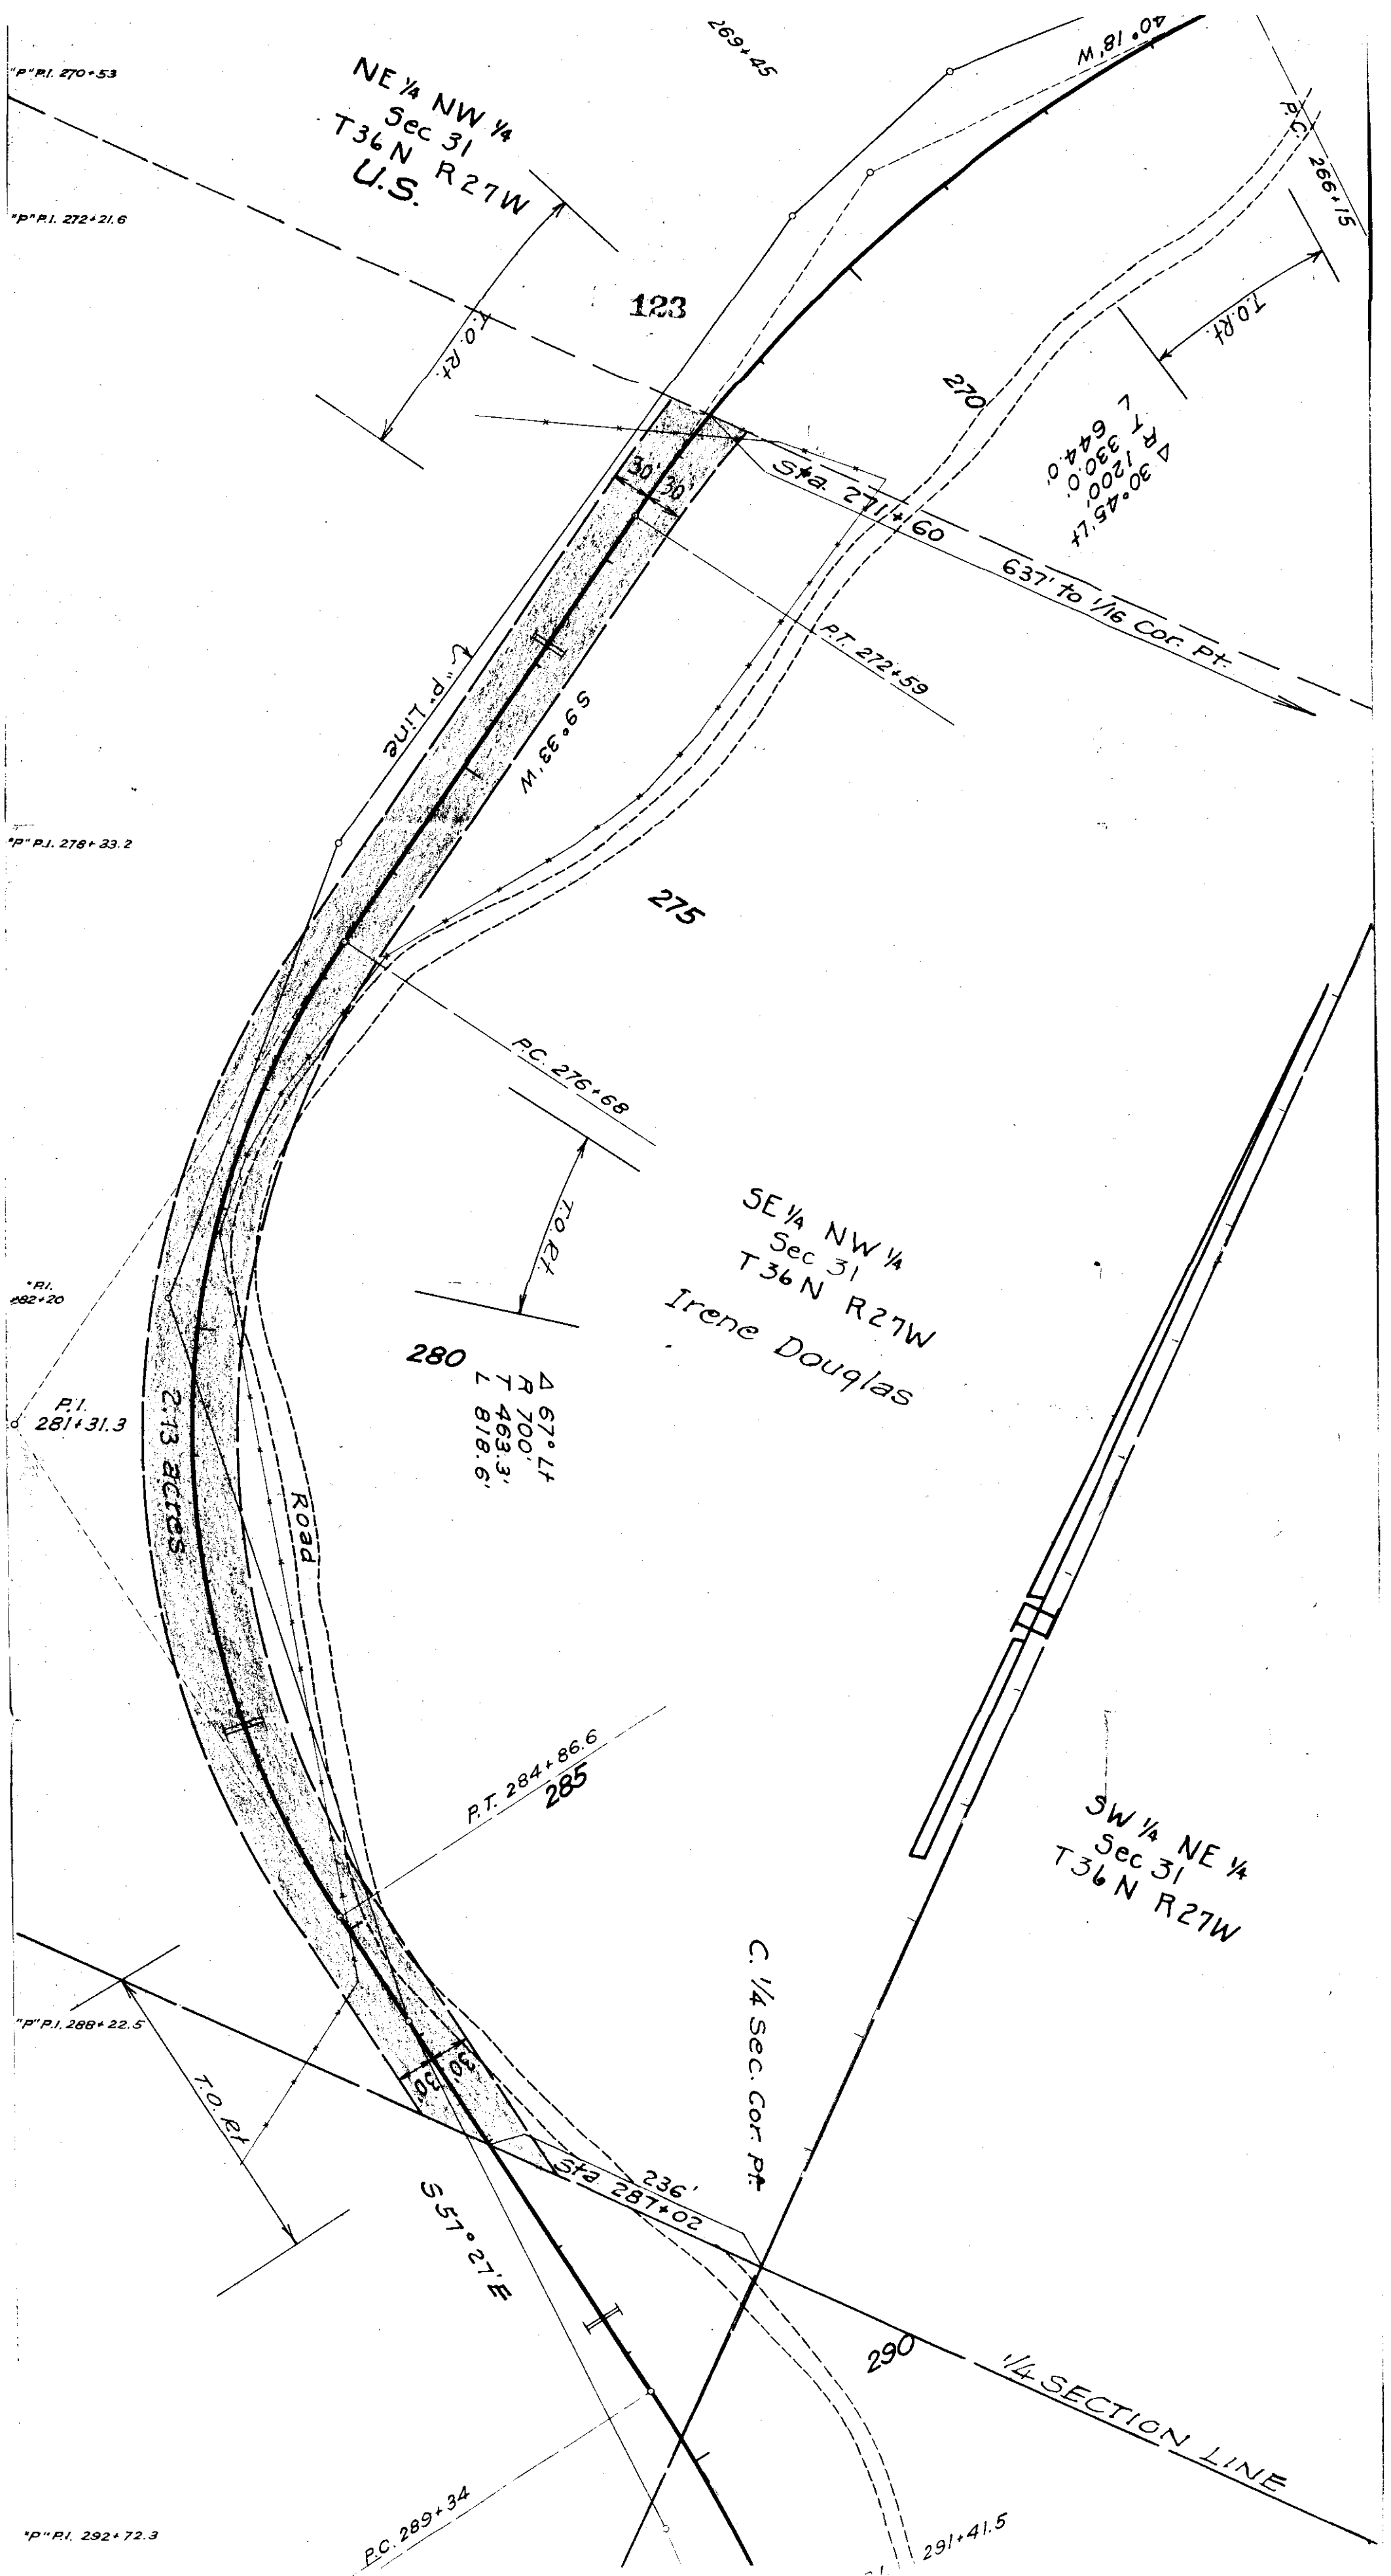 269+45
40°18'W
"P" P.I. 270+53
NE ¼ NW ¼
Sec 31
T36N R27W
U.S.
P.C. 266+15
"P" P.I. 272+21.6
T.O. Rt.
123
T.O. Rt.
270
Δ 30°45' Lt
R 1200'
T 330.0'
L 644.0'
30' 30'
Sta. 271+60
637' to 1/16 Cor. Pt.
P.T. 272+59
"P" Line
S 9°33' W
"P" P.I. 278+33.2
275
P.C. 276+68
T.O. Rt.
SE ¼ NW ¼
Sec 31
T36N R27W
Irene Douglas
"P.I.
282+20
280
Δ 67° Lt
R 700'
T 463.3'
L 818.6'
P.I.
281+31.3
2.13 acres
Road
P.T. 284+86.6
285
SW ¼ NE ¼
Sec 31
T36N R27W
C. ¼ Sec. Cor. Pt.
"P" P.I. 288+22.5
T.O. Rt
30' 30'
236'
Sta. 287+02
S 57°27' E
290
¼ SECTION LINE
P.C. 289+34
"P" P.I. 292+72.3
291+41.5